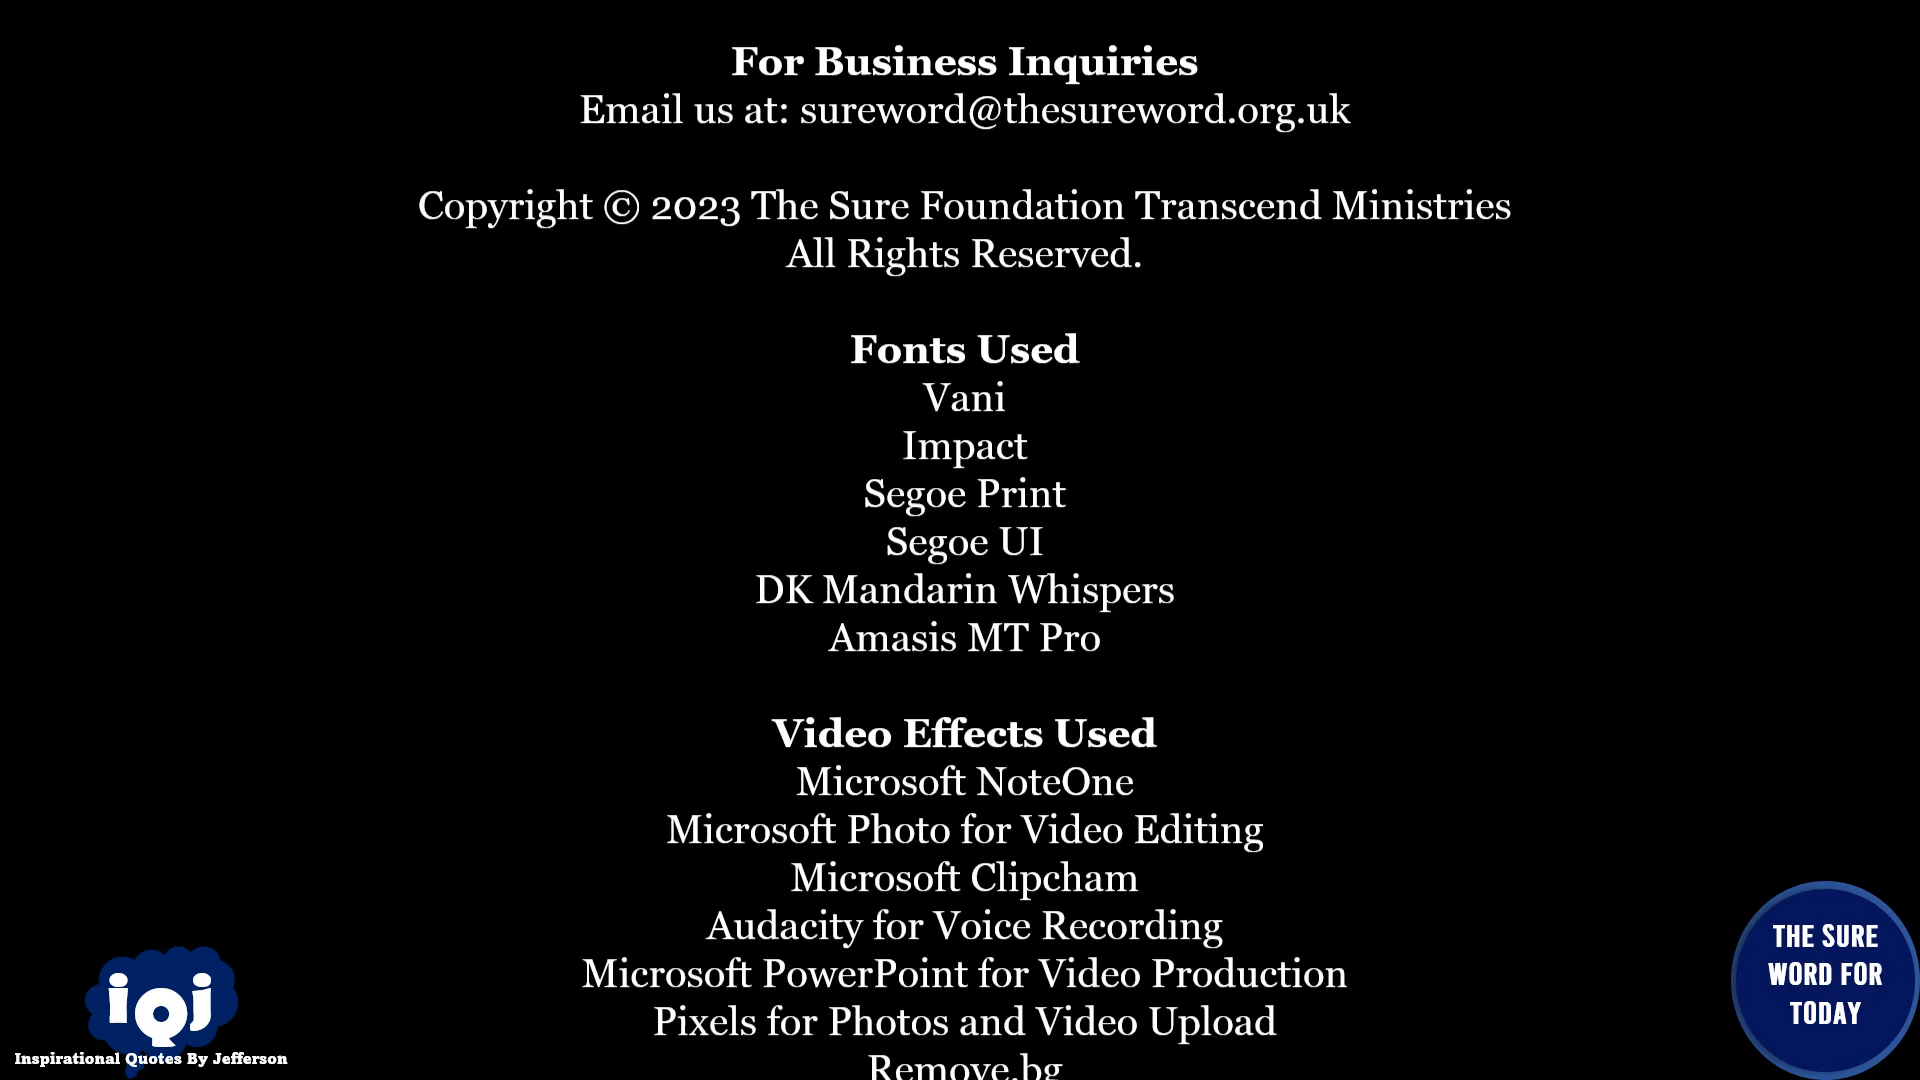 For Business Inquiries
Email us at: sureword@thesureword.org.uk
Copyright © 2023 The Sure Foundation Transcend Ministries
All Rights Reserved.
Fonts Used
Vani
Impact
Segoe Print
Segoe UI
DK Mandarin Whispers
Amasis MT Pro
Video Effects Used
Microsoft NoteOne
Microsoft Photo for Video Editing
Microsoft Clipcham
Audacity for Voice Recording
Microsoft PowerPoint for Video Production
Pixels for Photos and Video Upload
Remove.bg
iQj
Inspirational Quotes By Jefferson
THE SURE
WORD FOR
TODAY